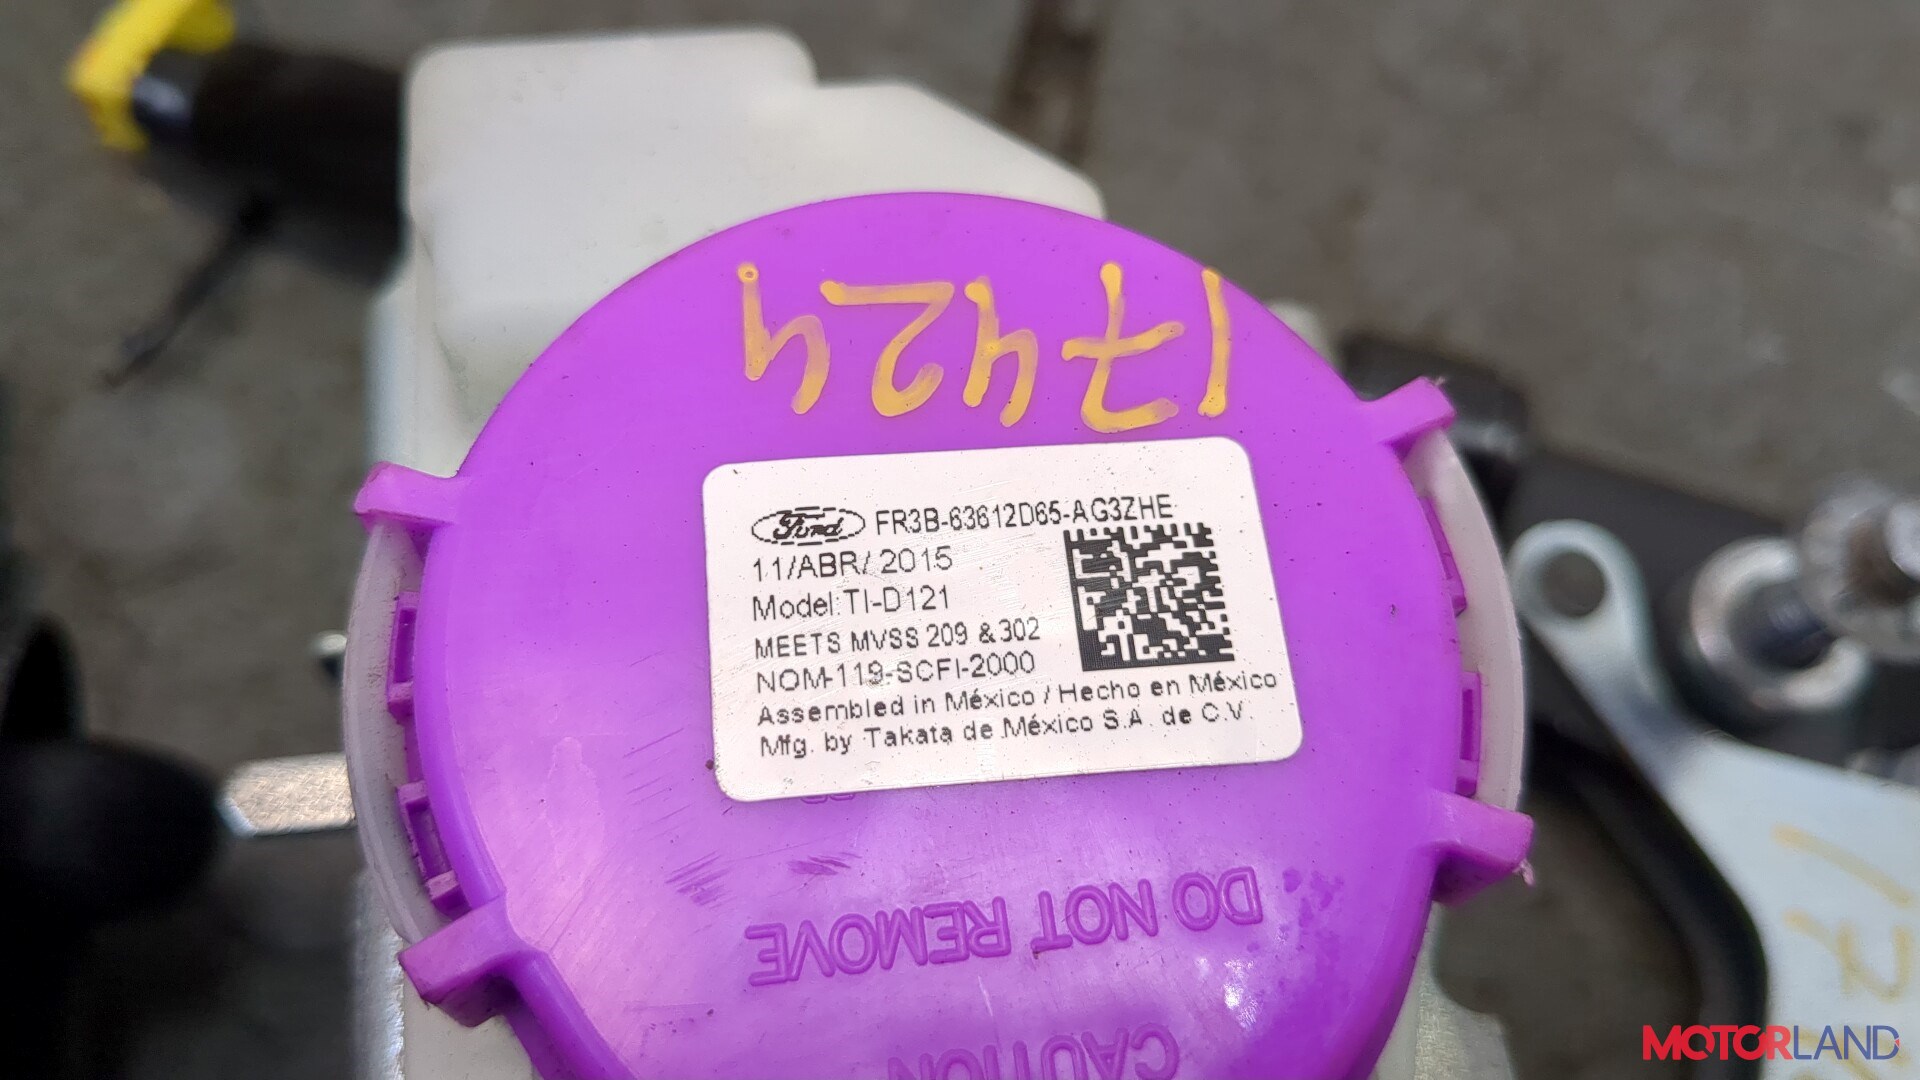 17424
Ford FR3B-63612D65-AG3ZHE
11/ABR/ 2015
Model:TI-D121
MEETS MVSS 209 & 302
NOM-119-SCFI-2000
Assembled in México / Hecho en México
Mfg. by Takata de México S.A. de C.V.
DO NOT REMOVE
CAUTION
MOTORLAND